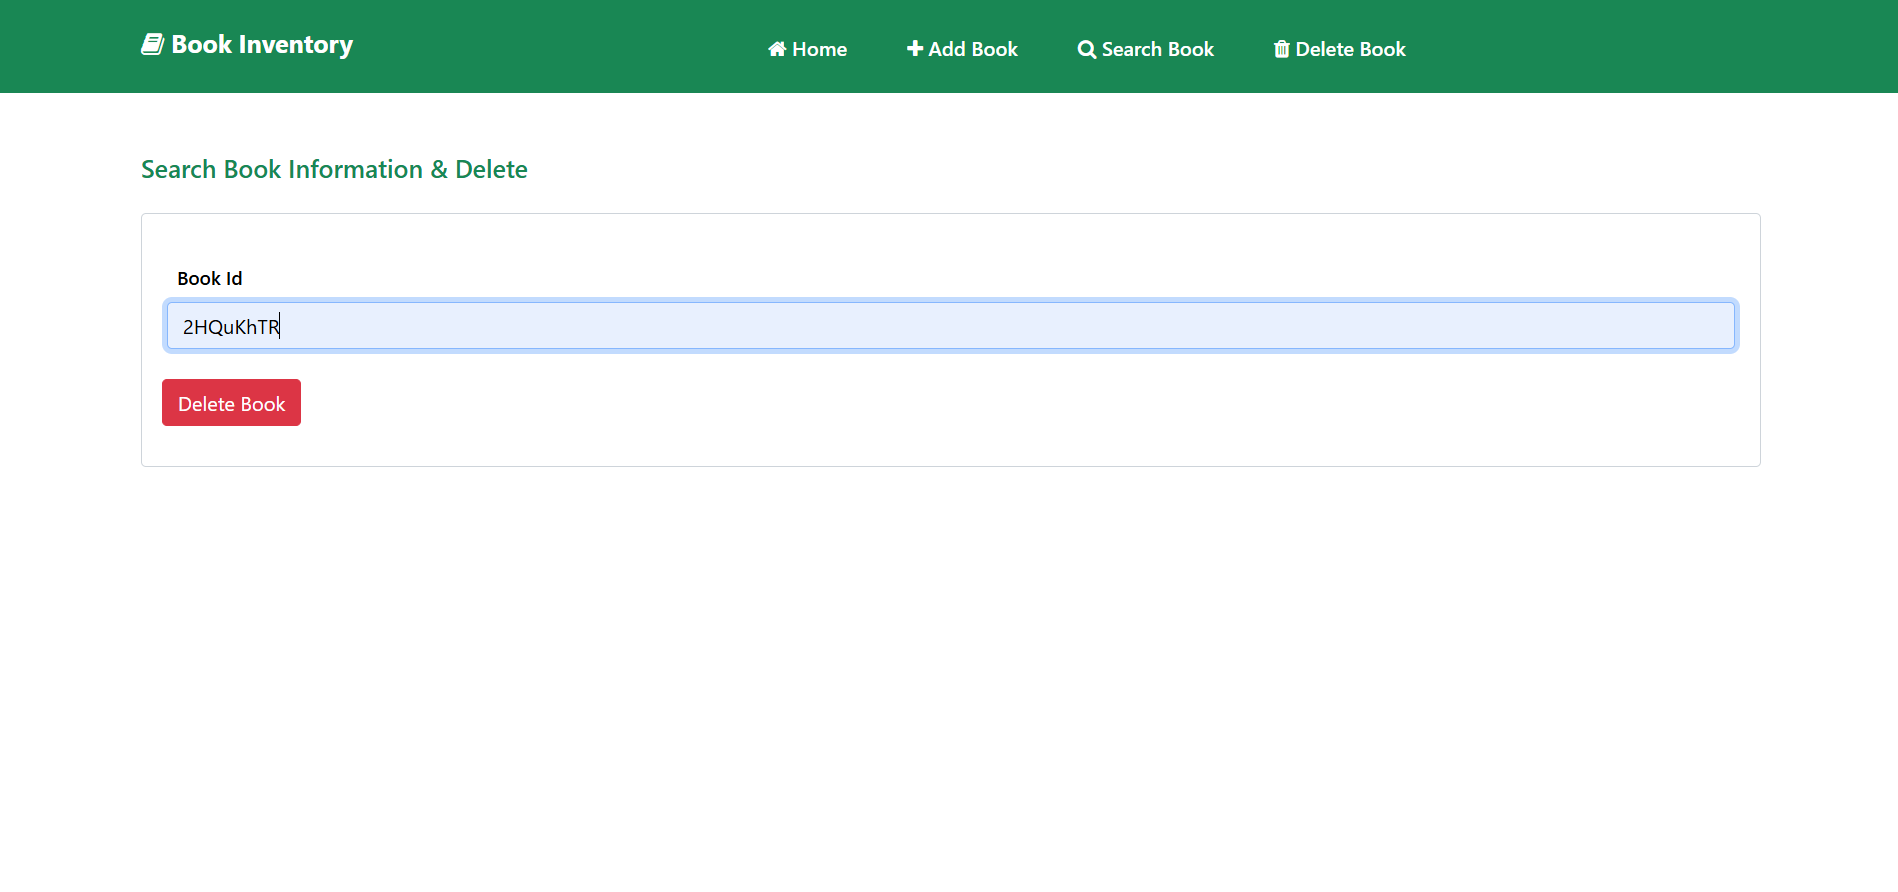 Book Inventory
Home
Add Book
Search Book
Delete Book
Search Book Information & Delete
Book Id
2HQuKhTR
Delete Book